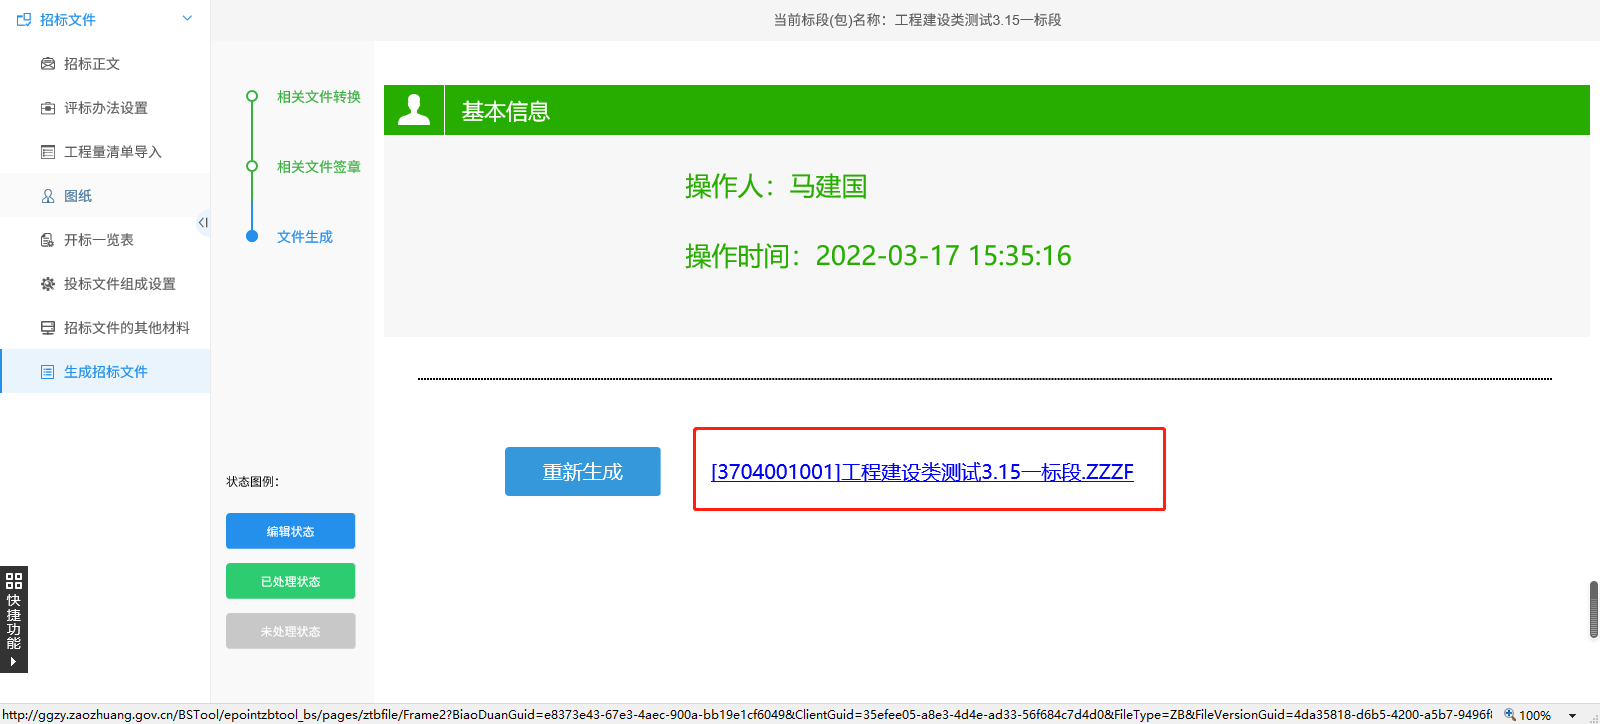 招标文件
招标正文
评标办法设置
工程量清单导入
图纸
开标一览表
投标文件组成设置
招标文件的其他材料
生成招标文件
快捷功能
当前标段(包)名称：工程建设类测试3.15一标段
相关文件转换
相关文件签章
文件生成
状态图例：
编辑状态
已处理状态
未处理状态
基本信息
操作人：马建国
操作时间：2022-03-17 15:35:16
重新生成
[3704001001]工程建设类测试3.15一标段.ZZZF
http://ggzy.zaozhuang.gov.cn/BSTool/epointzbtool_bs/pages/ztbfile/Frame2?BiaoDuanGuid=e8373e43-67e3-4aec-900a-bb19e1cf6049&ClientGuid=35efee05-a8e3-4d4e-ad33-56f684c7d4d0&FileType=ZB&FileVersionGuid=4da35818-d6b5-4200-a5b7-9496f8
100%